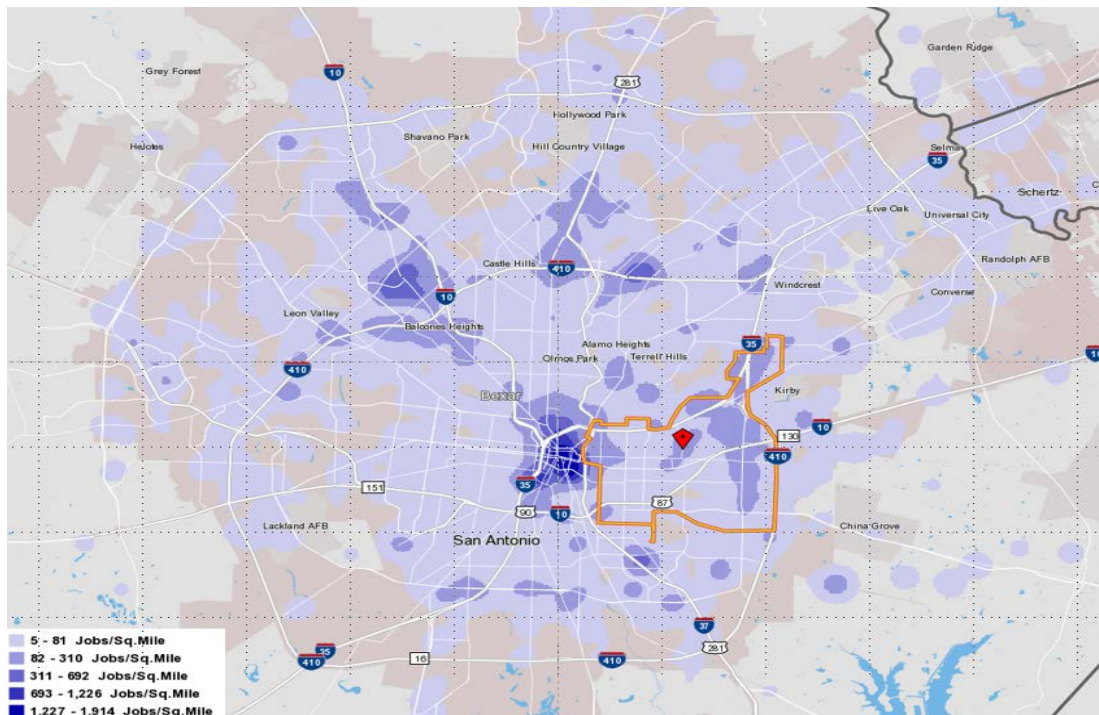 Garden Ridge
Grey Forest
10
281
Hollywood Park
Shavano Park
Helotes
Hill Country Village
Selma
35
Schertz
C
Live Oak
Universal City
Castle Hills
410
Randolph AFB
Windcrest
10
Converse
Leon Valley
Balcones Heights
Alamo Heights
35
10
Olmos Park
Terrell Hills
410
Kirby
Bexar
10
130
410
35
151
87
90
10
Lackland AFB
China Grove
San Antonio
37
281
35
410
16
410
5 - 81 Jobs/Sq.Mile
82 - 310 Jobs/Sq.Mile
311 - 692 Jobs/Sq.Mile
693 - 1,226 Jobs/Sq.Mile
1,227 - 1,914 Jobs/Sq.Mile